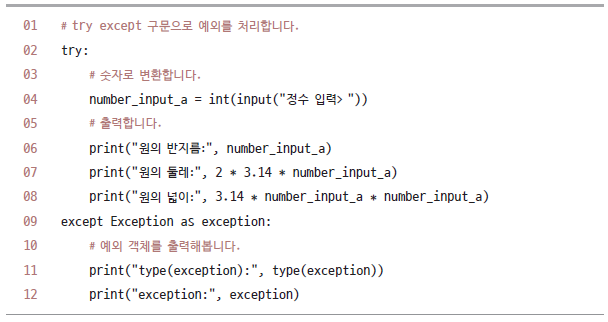 01 # try except 구문으로 예외를 처리합니다.
02 try:
03     # 숫자로 변환합니다.
04     number_input_a = int(input("정수 입력> "))
05     # 출력합니다.
06     print("원의 반지름:", number_input_a)
07     print("원의 둘레:", 2 * 3.14 * number_input_a)
08     print("원의 넓이:", 3.14 * number_input_a * number_input_a)
09 except Exception as exception:
10     # 예외 객체를 출력해봅니다.
11     print("type(exception):", type(exception))
12     print("exception:", exception)